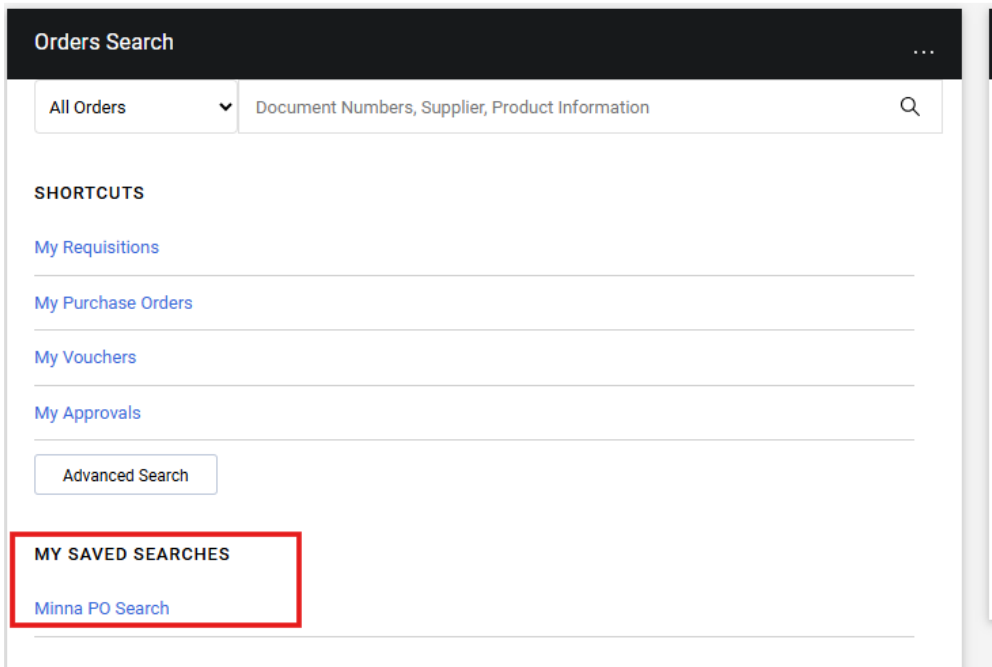 Orders Search
...
All Orders
Document Numbers, Supplier, Product Information
SHORTCUTS
My Requisitions
My Purchase Orders
My Vouchers
My Approvals
Advanced Search
MY SAVED SEARCHES
Minna PO Search